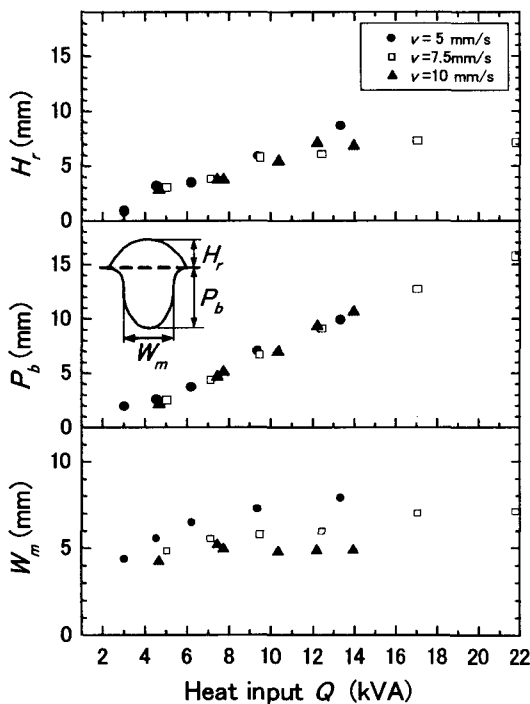 15
10
5
0
H_r (mm)
● v = 5 mm/s
□ v=7.5mm/s
▲ v=10 mm/s
15
10
5
0
P_b (mm)
H_r
P_b
W_m
10
5
0
W_m (mm)
2 4 6 8 10 12 14 16 18 20 22
Heat input Q (kVA)